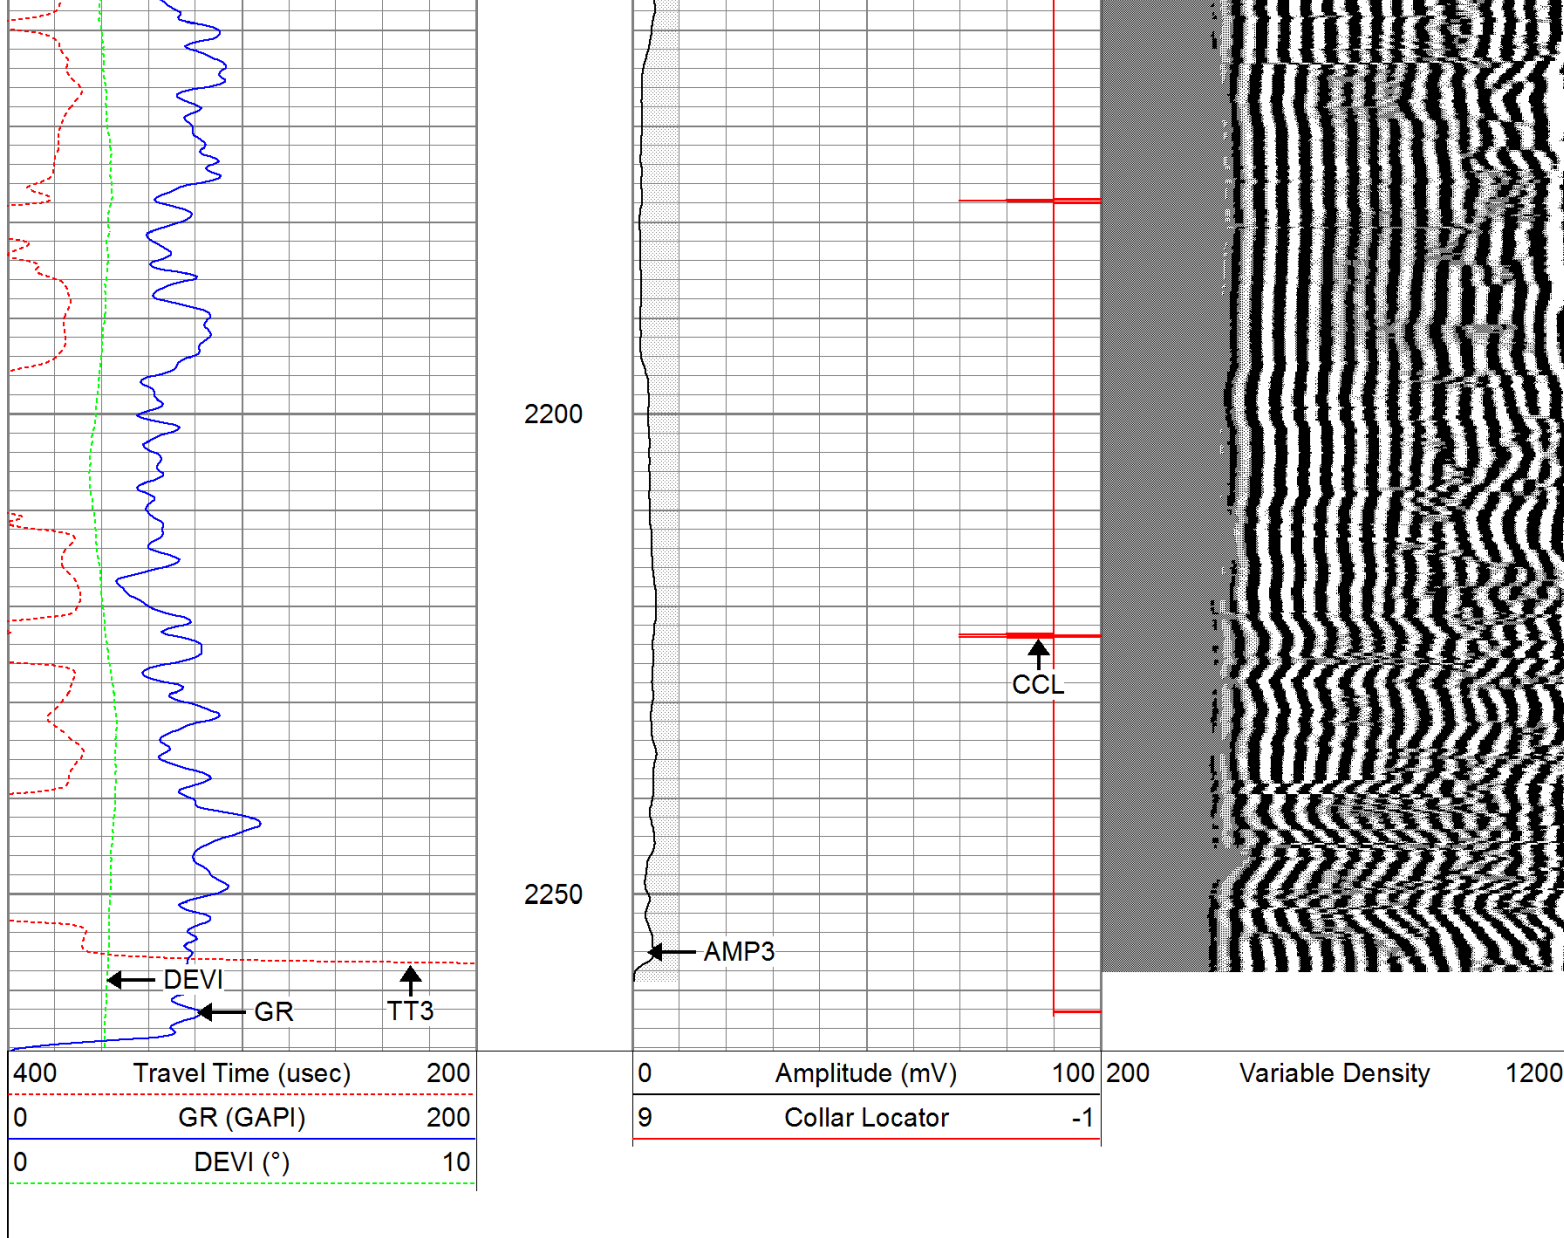 2200
CCL
2250
AMP3
DEVI
GR
TT3
400 Travel Time (usec) 200
0 Amplitude (mV) 100
200 Variable Density 1200
0 GR (GAPI) 200
9 Collar Locator -1
0 DEVI (°) 10